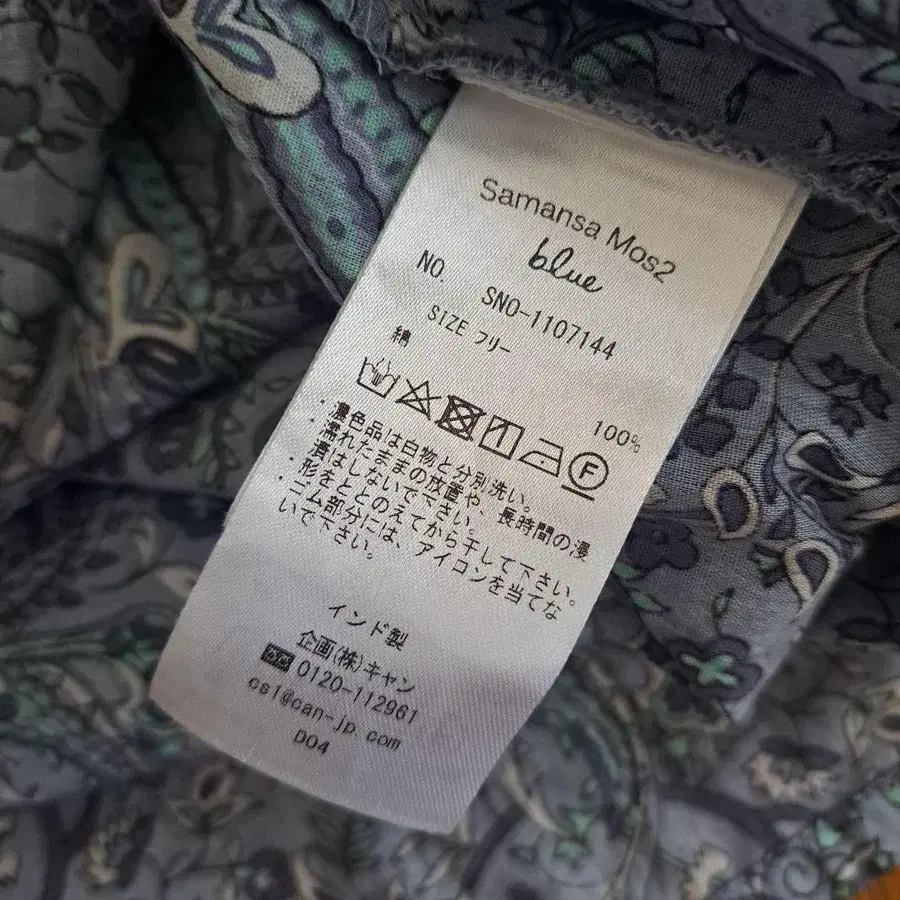 Samansa Mos2
blue
NO. SNO-1107144
SIZE フリー
綿 100%
F
・濃色品は白物と分別洗い。
・濡れたままの放置や、長時間の浸
漬はしないで下さい。
・形をととのえてから干して下さい。
・ゴム部分には、アイロンを当てな
いで下さい。
インド製
企画(株)キャン
0120-112961
cs1@can-jp.com
D04